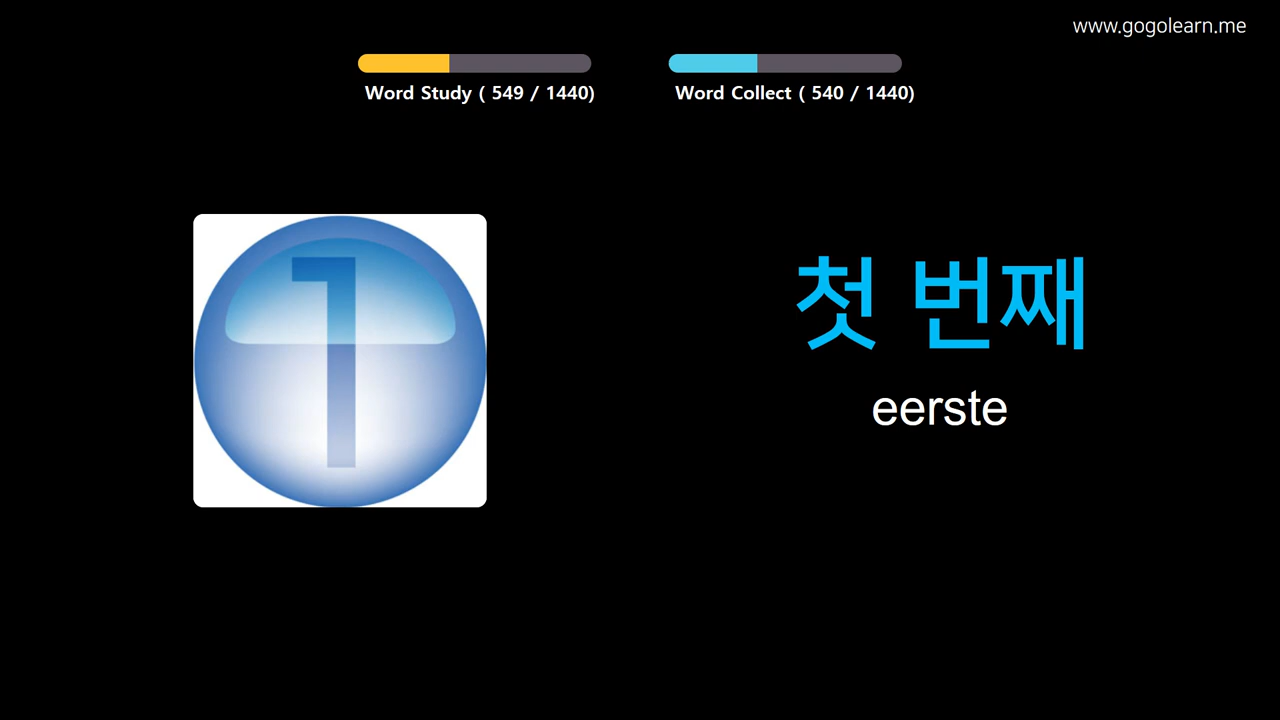 www.gogolearn.me
Word Study ( 549 / 1440)
Word Collect ( 540 / 1440)
1
첫 번째
eerste